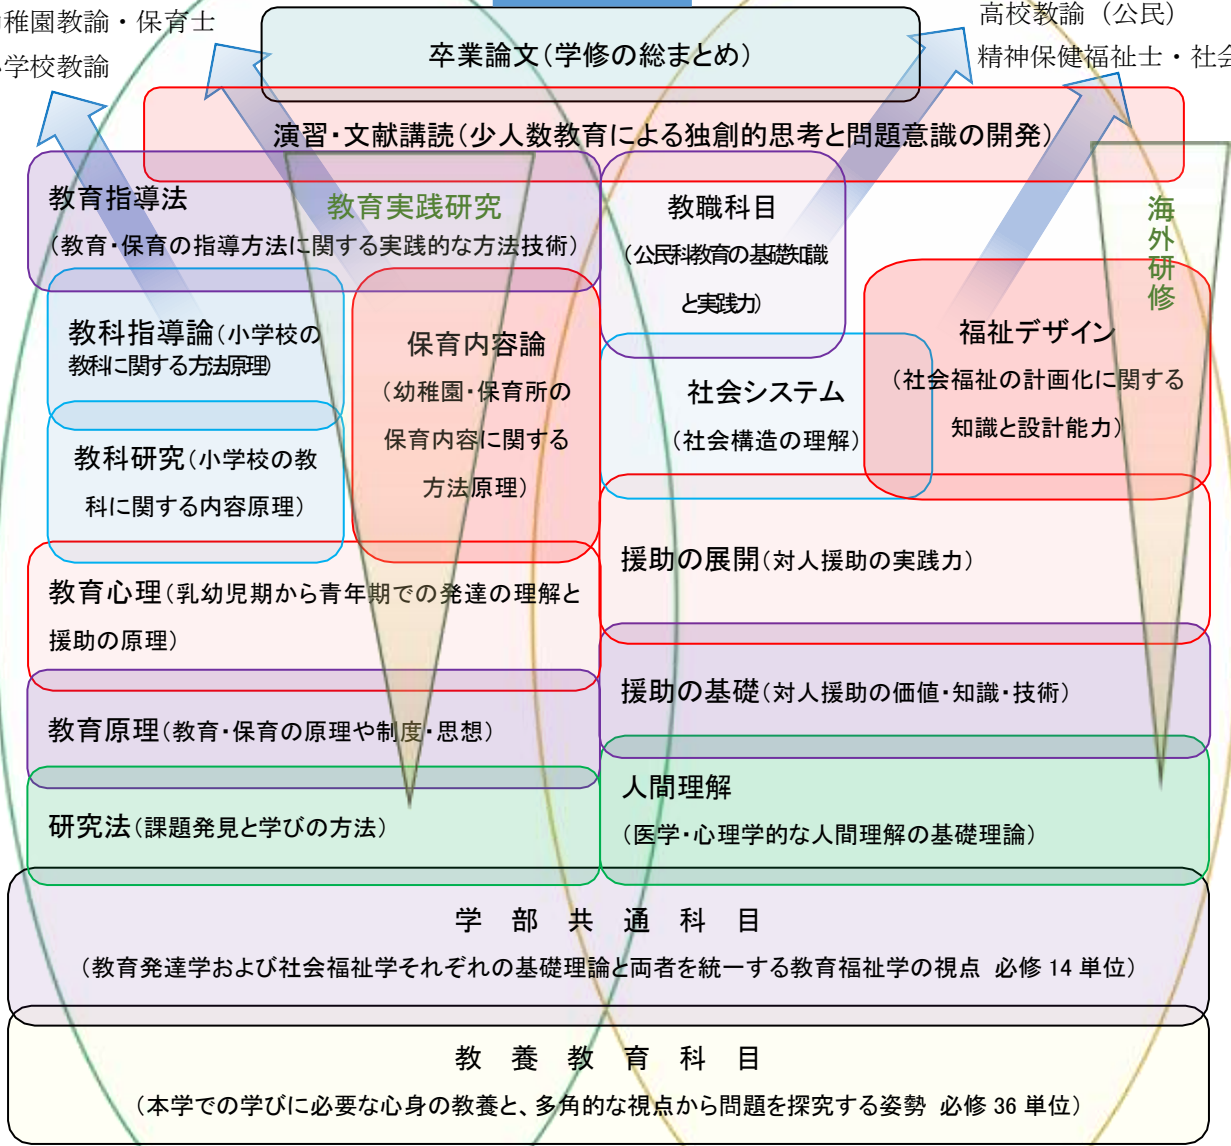 稚園教諭・保育士
学校教諭
高校教諭（公民）
精神保健福祉士・社会
卒業論文（学修の総まとめ）
演習・文献講読（少人数教育による独創的思考と問題意識の開発）
教育指導法
（教育・保育の指導方法に関する実践的な方法技術）
教育実践研究
教科指導論（小学校の
教科に関する方法原理）
保育内容論
（幼稚園・保育所の
保育内容に関する
方法原理）
教科研究（小学校の教
科に関する内容原理）
教育心理（乳幼児期から青年期での発達の理解と
援助の原理）
教育原理（教育・保育の原理や制度・思想）
研究法（課題発見と学びの方法）
教職科目
（公民科教育の基礎知識
と実践力）
海外研修
福祉デザイン
（社会福祉の計画化に関する
知識と設計能力）
社会システム
（社会構造の理解）
援助の展開（対人援助の実践力）
援助の基礎（対人援助の価値・知識・技術）
人間理解
（医学・心理学的な人間理解の基礎理論）
学部共通科目
（教育発達学および社会福祉学それぞれの基礎理論と両者を統一する教育福祉学の視点 必修 14 単位）
教養教育科目
（本学での学びに必要な心身の教養と、多角的な視点から問題を探究する姿勢 必修 36 単位）